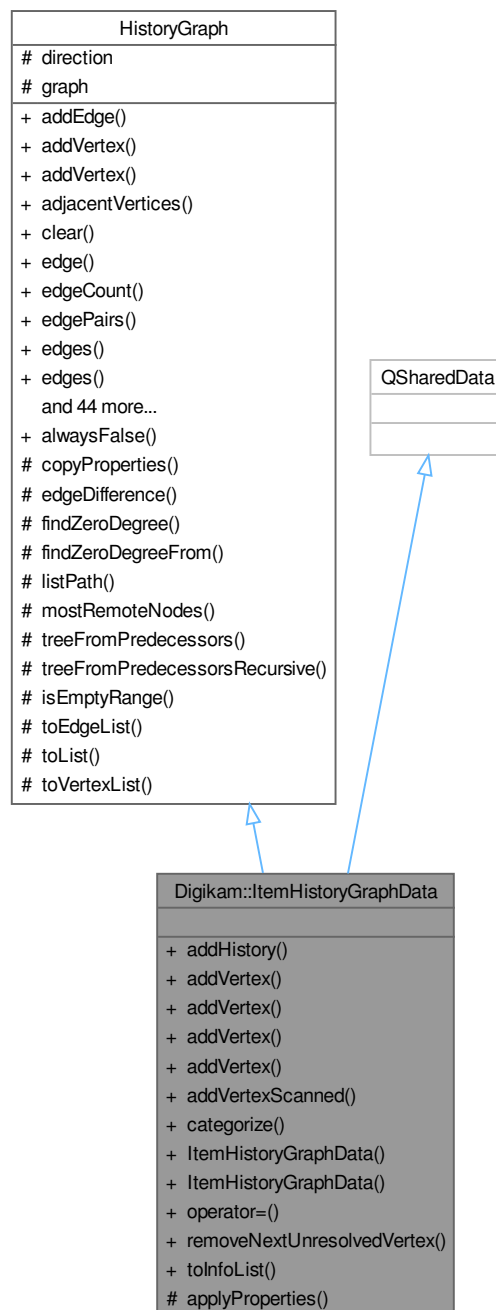 HistoryGraph
# direction
# graph
+ addEdge()
+ addVertex()
+ addVertex()
+ adjacentVertices()
+ clear()
+ edge()
+ edgeCount()
+ edgePairs()
+ edges()
+ edges()
and 44 more...
+ alwaysFalse()
# copyProperties()
# edgeDifference()
# findZeroDegree()
# findZeroDegreeFrom()
# listPath()
# mostRemoteNodes()
# treeFromPredecessors()
# treeFromPredecessorsRecursive()
# isEmptyRange()
# toEdgeList()
# toList()
# toVertexList()
QSharedData
Digikam::ItemHistoryGraphData
+ addHistory()
+ addVertex()
+ addVertex()
+ addVertex()
+ addVertex()
+ addVertexScanned()
+ categorize()
+ ItemHistoryGraphData()
+ ItemHistoryGraphData()
+ operator=()
+ removeNextUnresolvedVertex()
+ toInfoList()
# applyProperties()